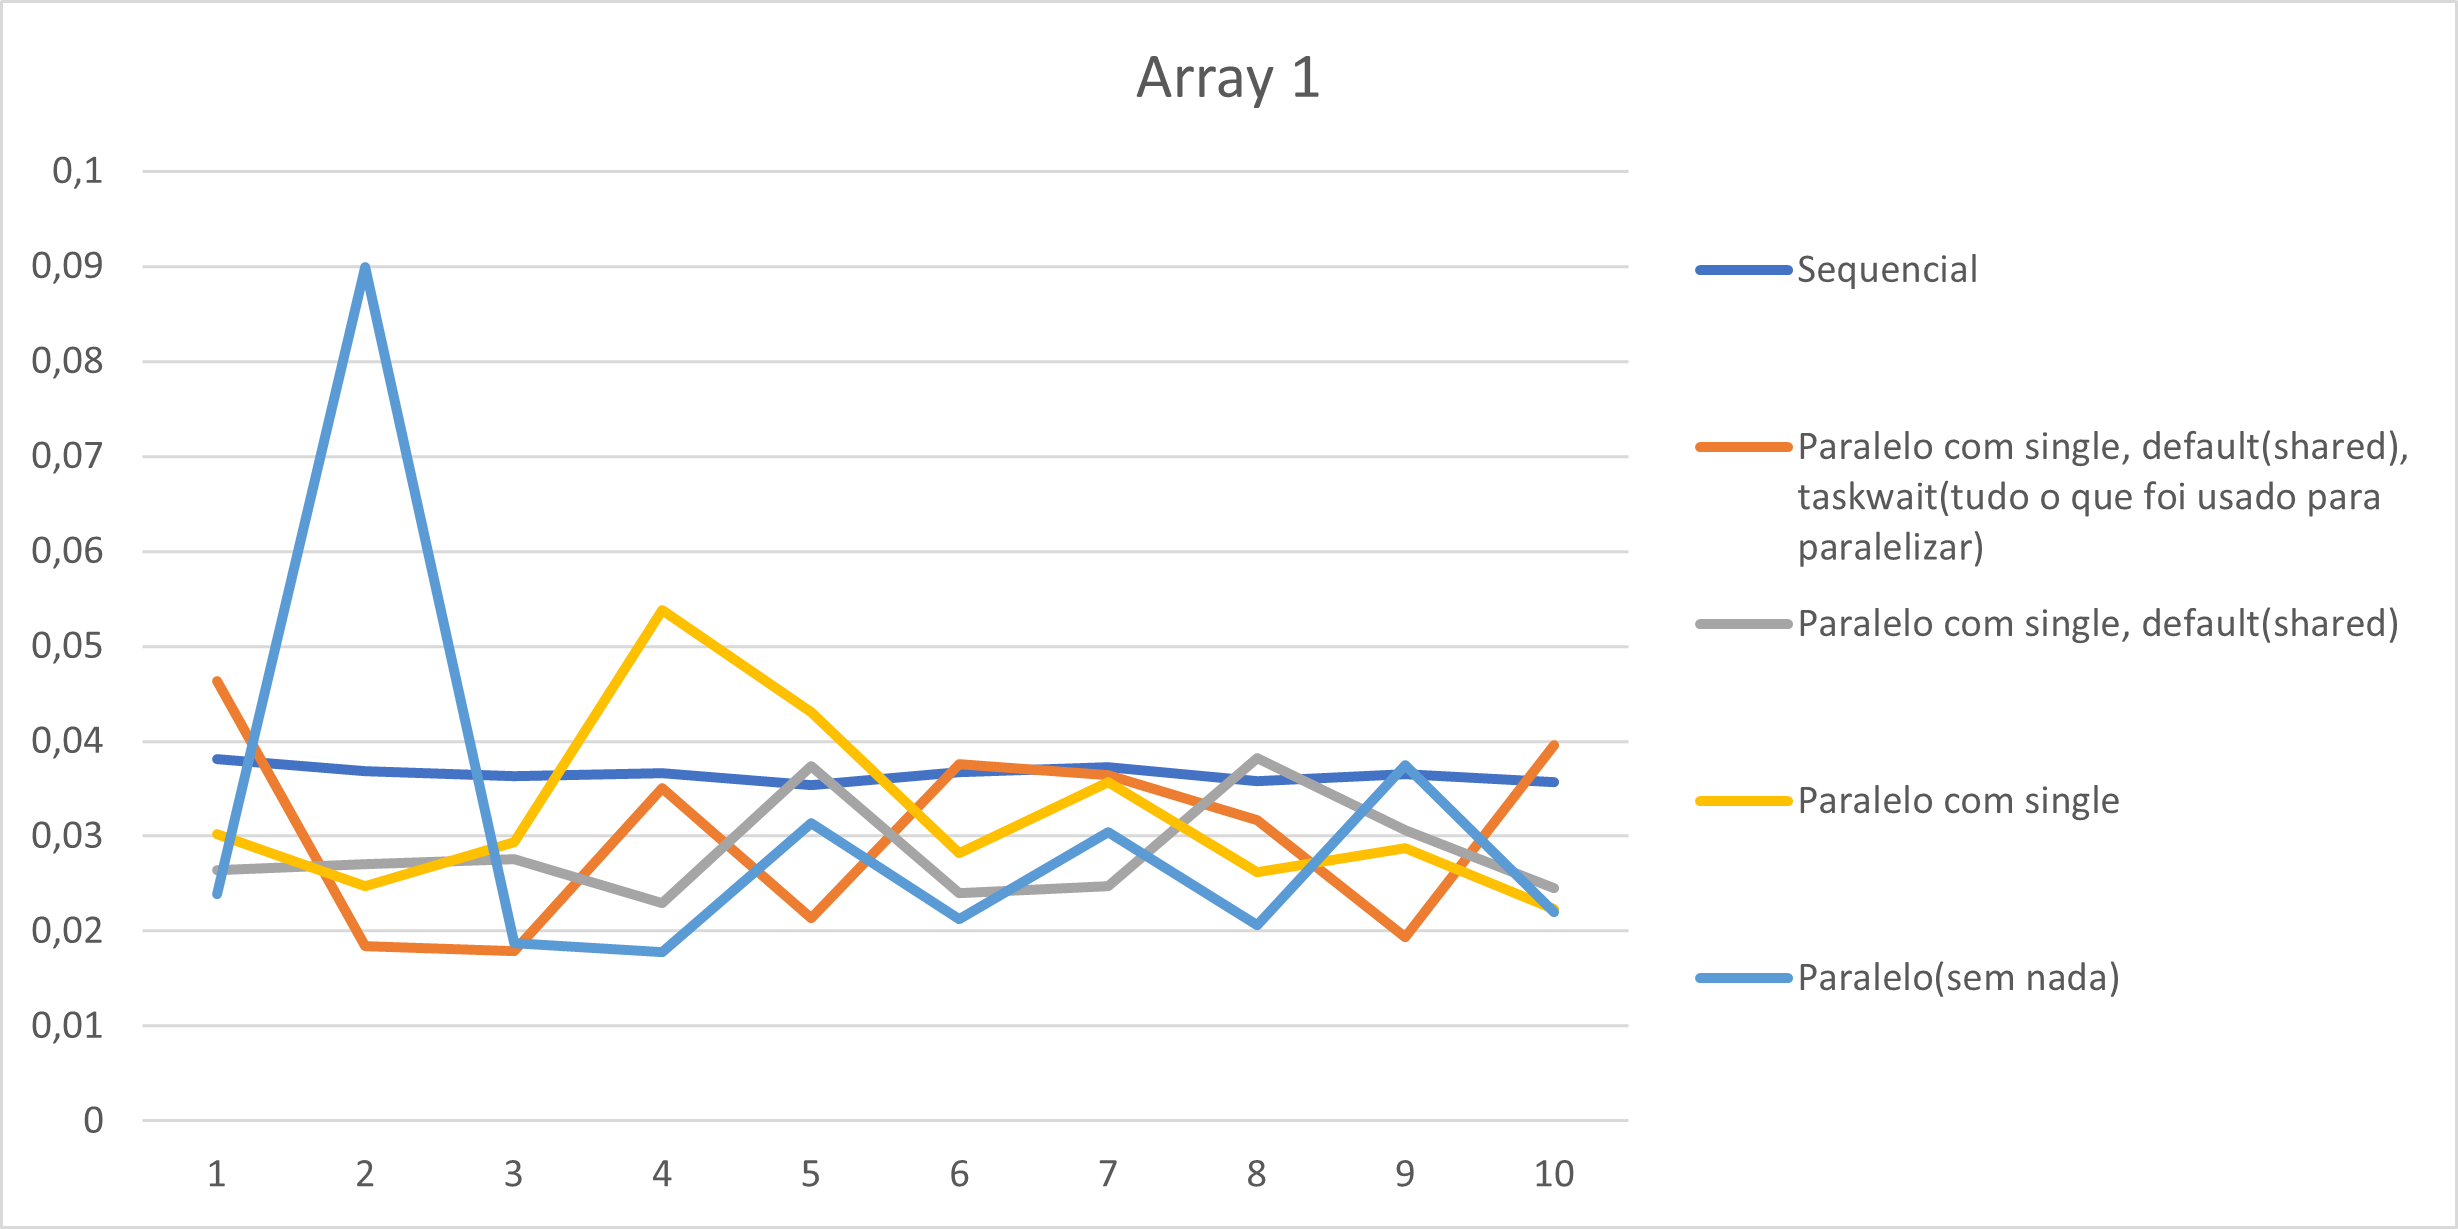 Array 1
0,1
0,09
0,08
0,07
0,06
0,05
0,04
0,03
0,02
0,01
0
1 2 3 4 5 6 7 8 9 10
Sequencial
Paralelo com single, default(shared),
taskwait(tudo o que foi usado para
paralelizar)
Paralelo com single, default(shared)
Paralelo com single
Paralelo(sem nada)